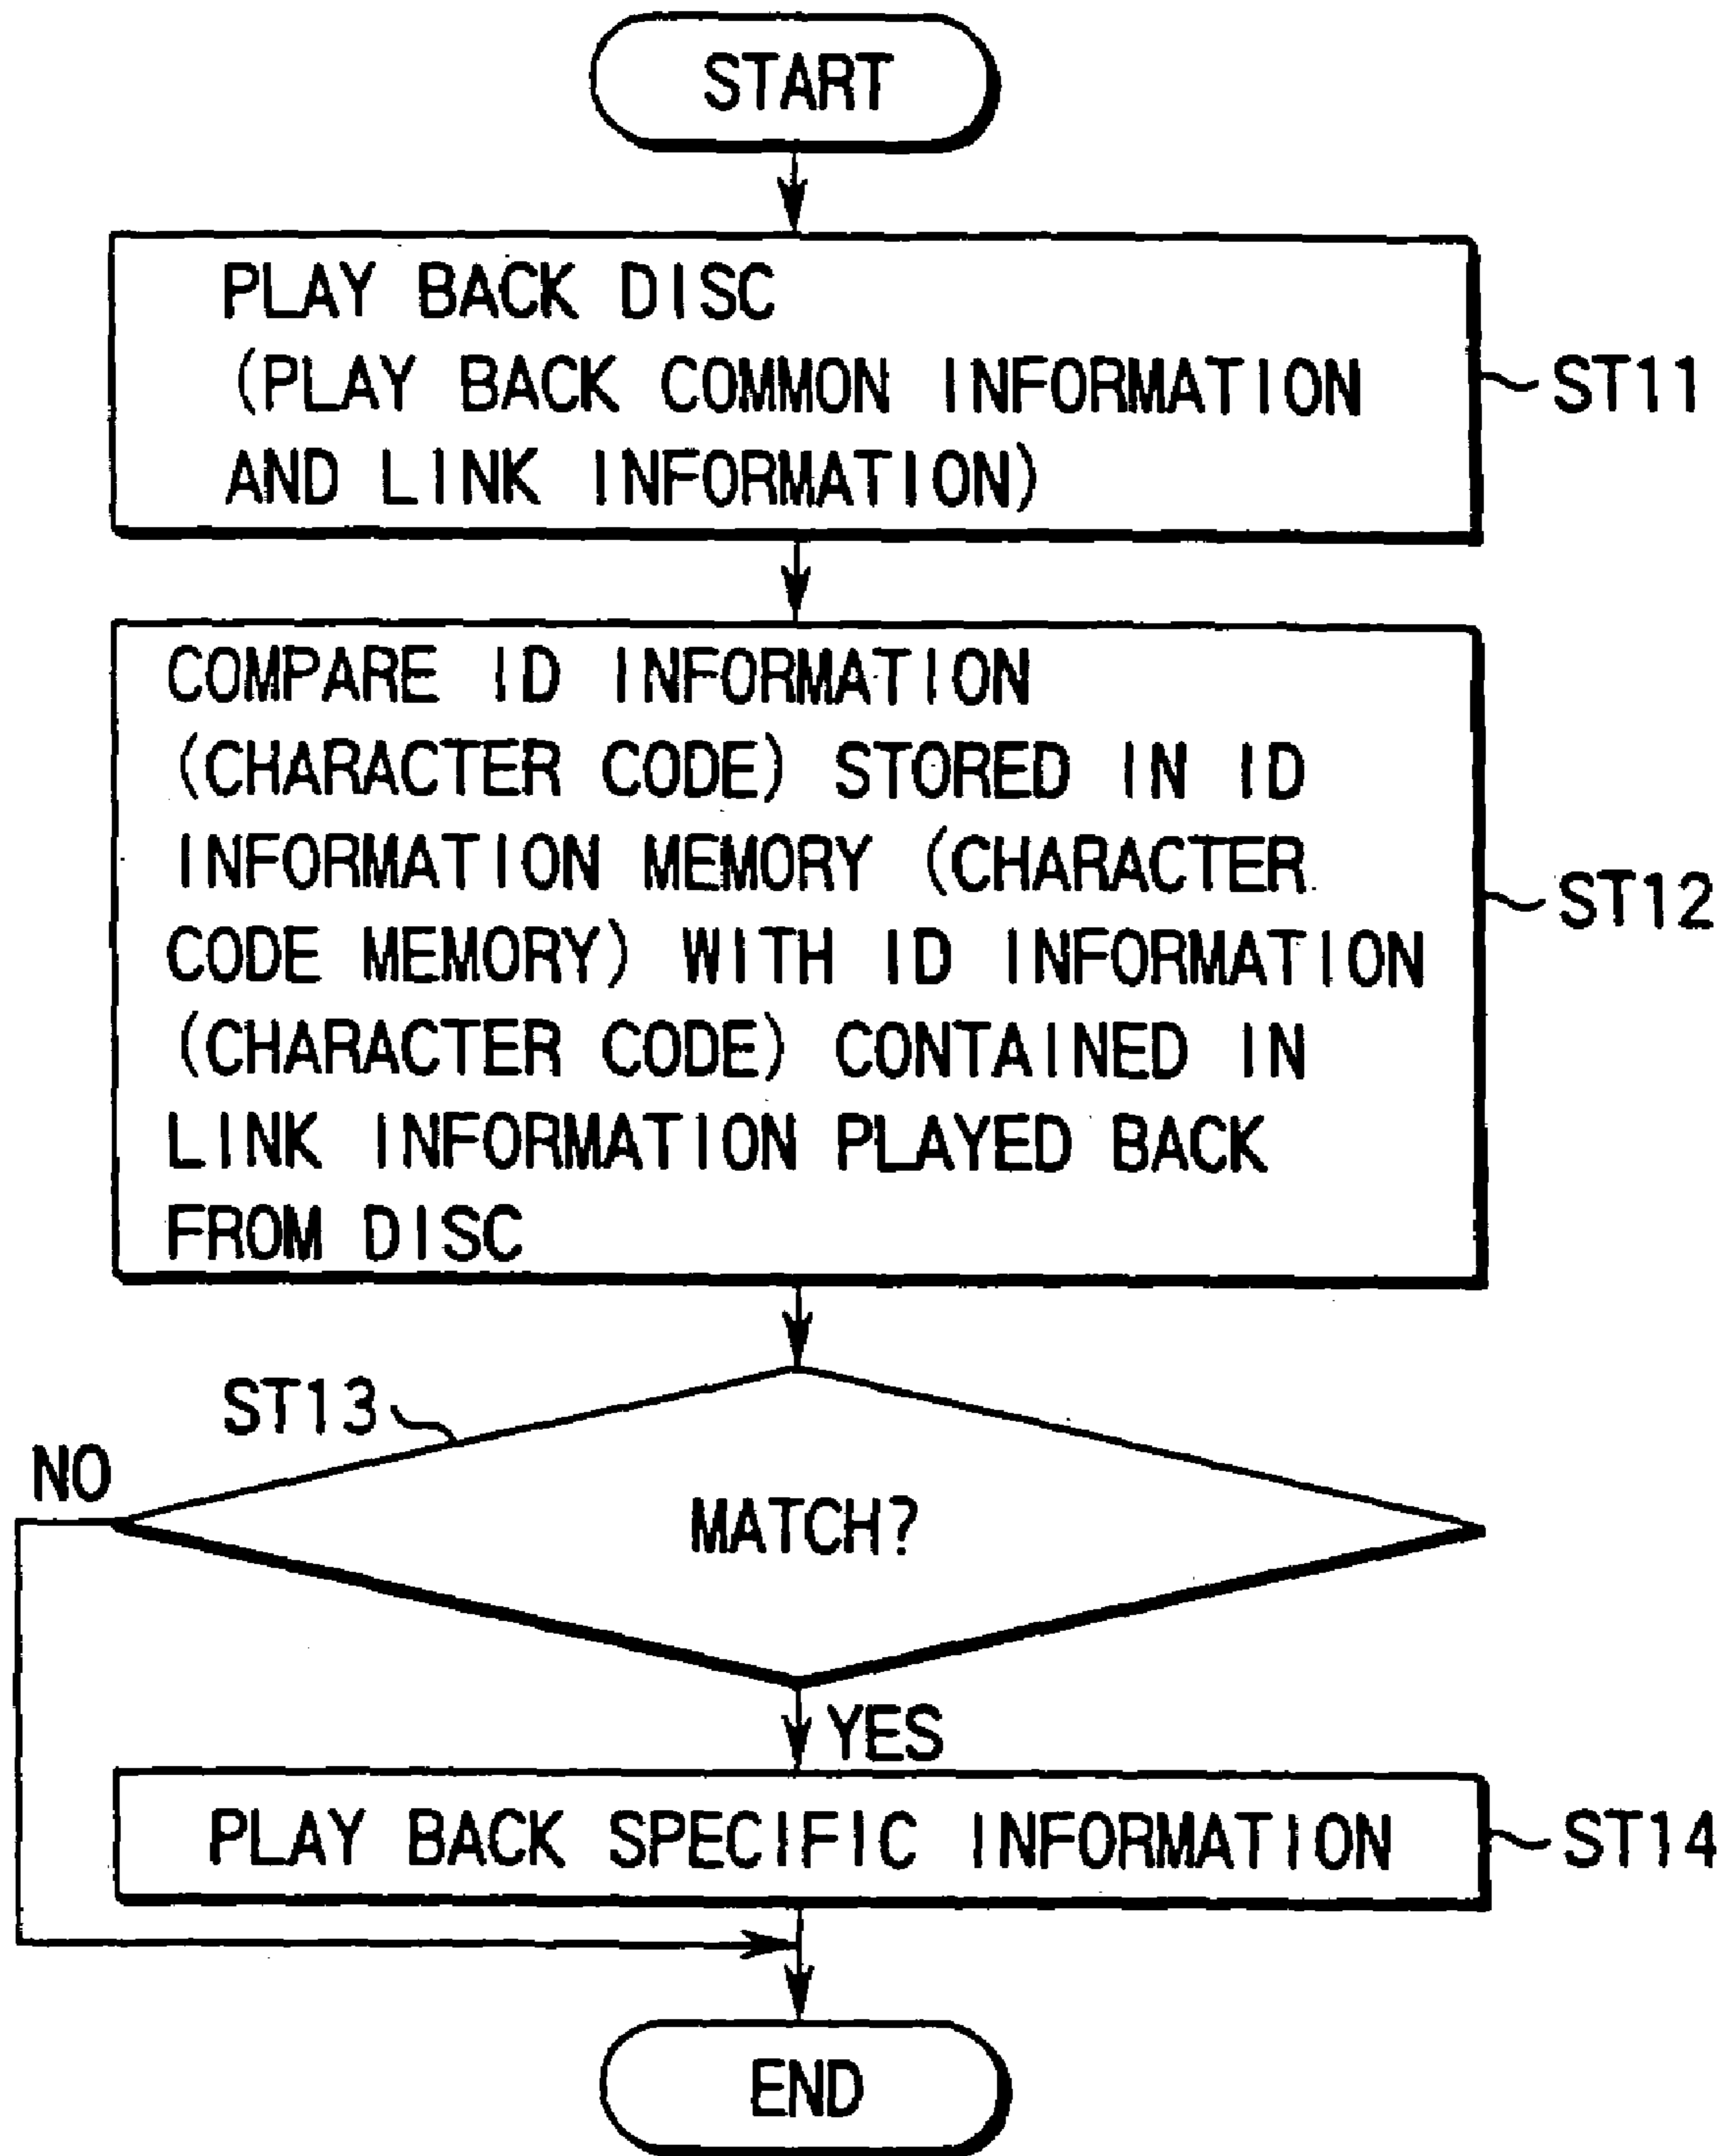 START
PLAY BACK DISC
(PLAY BACK COMMON INFORMATION
AND LINK INFORMATION)
ST11
COMPARE ID INFORMATION
(CHARACTER CODE) STORED IN ID
INFORMATION MEMORY (CHARACTER
CODE MEMORY) WITH ID INFORMATION
(CHARACTER CODE) CONTAINED IN
LINK INFORMATION PLAYED BACK
FROM DISC
ST12
ST13
NO
MATCH?
YES
PLAY BACK SPECIFIC INFORMATION
ST14
END